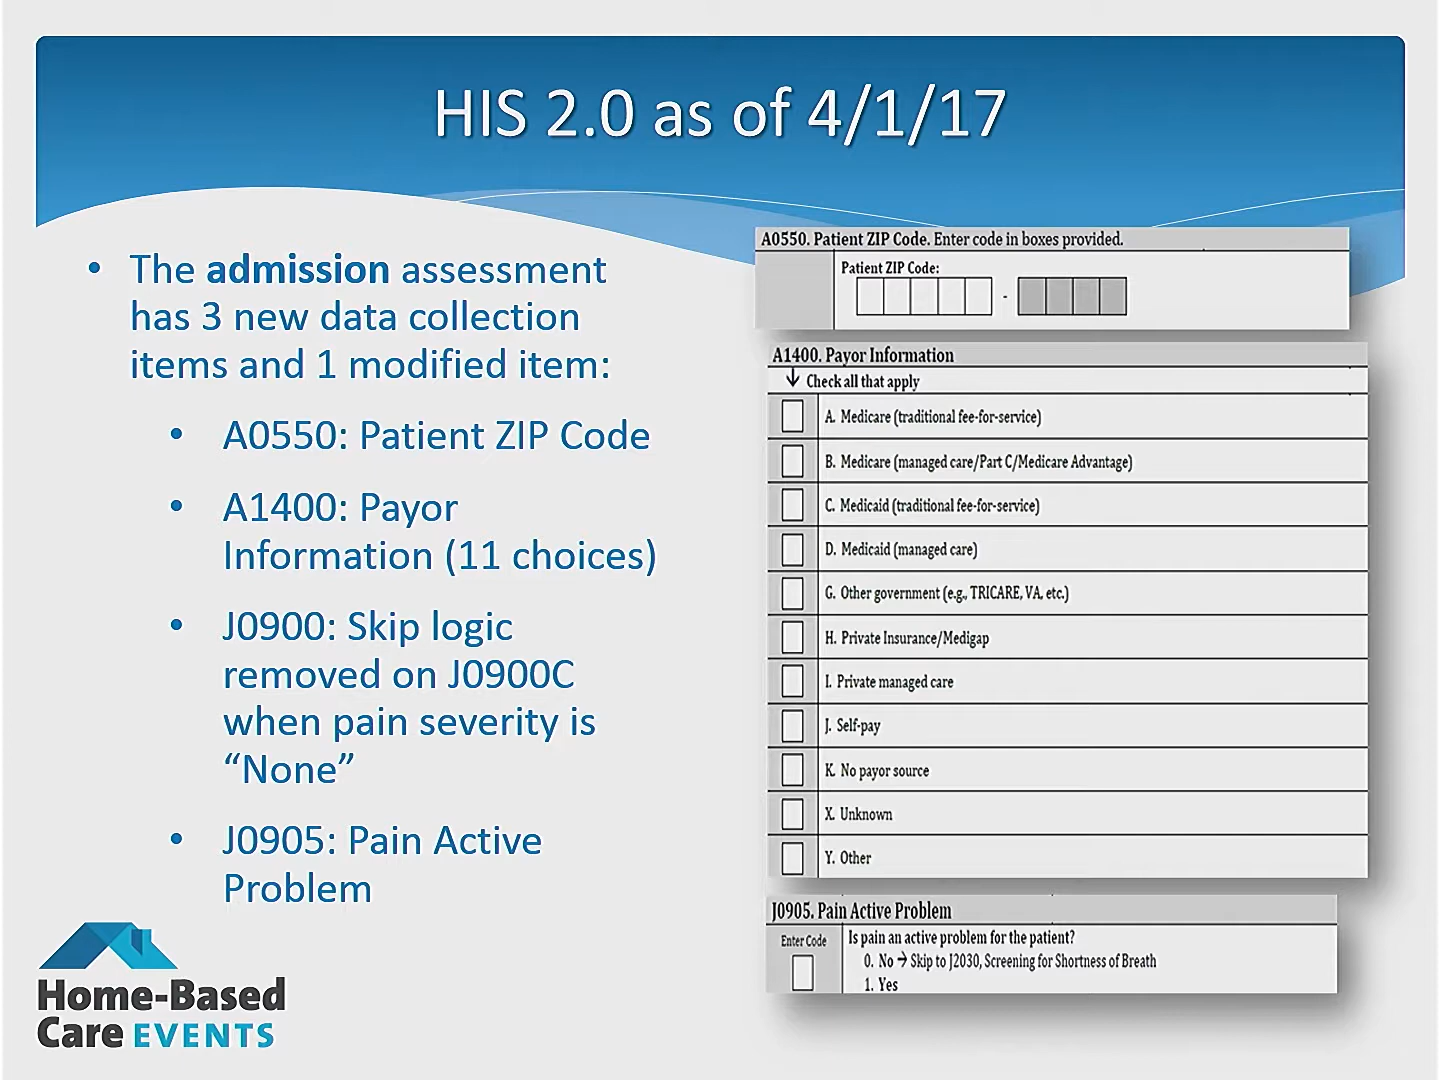 HIS 2.0 as of 4/1/17
• The admission assessment
has 3 new data collection
items and 1 modified item:
• A0550: Patient ZIP Code
• A1400: Payor
Information (11 choices)
• J0900: Skip logic
removed on J0900C
when pain severity is
“None”
• J0905: Pain Active
Problem
A0550. Patient ZIP Code. Enter code in boxes provided.
Patient ZIP Code:
-
A1400. Payor Information
↓ Check all that apply
A. Medicare (traditional fee-for-service)
B. Medicare (managed care/Part C/Medicare Advantage)
C. Medicaid (traditional fee-for-service)
D. Medicaid (managed care)
G. Other government (e.g., TRICARE, VA, etc.)
H. Private Insurance/Medigap
I. Private managed care
J. Self-pay
K. No payor source
X. Unknown
Y. Other
J0905. Pain Active Problem
Enter Code
Is pain an active problem for the patient?
0. No → Skip to J2030, Screening for Shortness of Breath
1. Yes
Home-Based
Care EVENTS